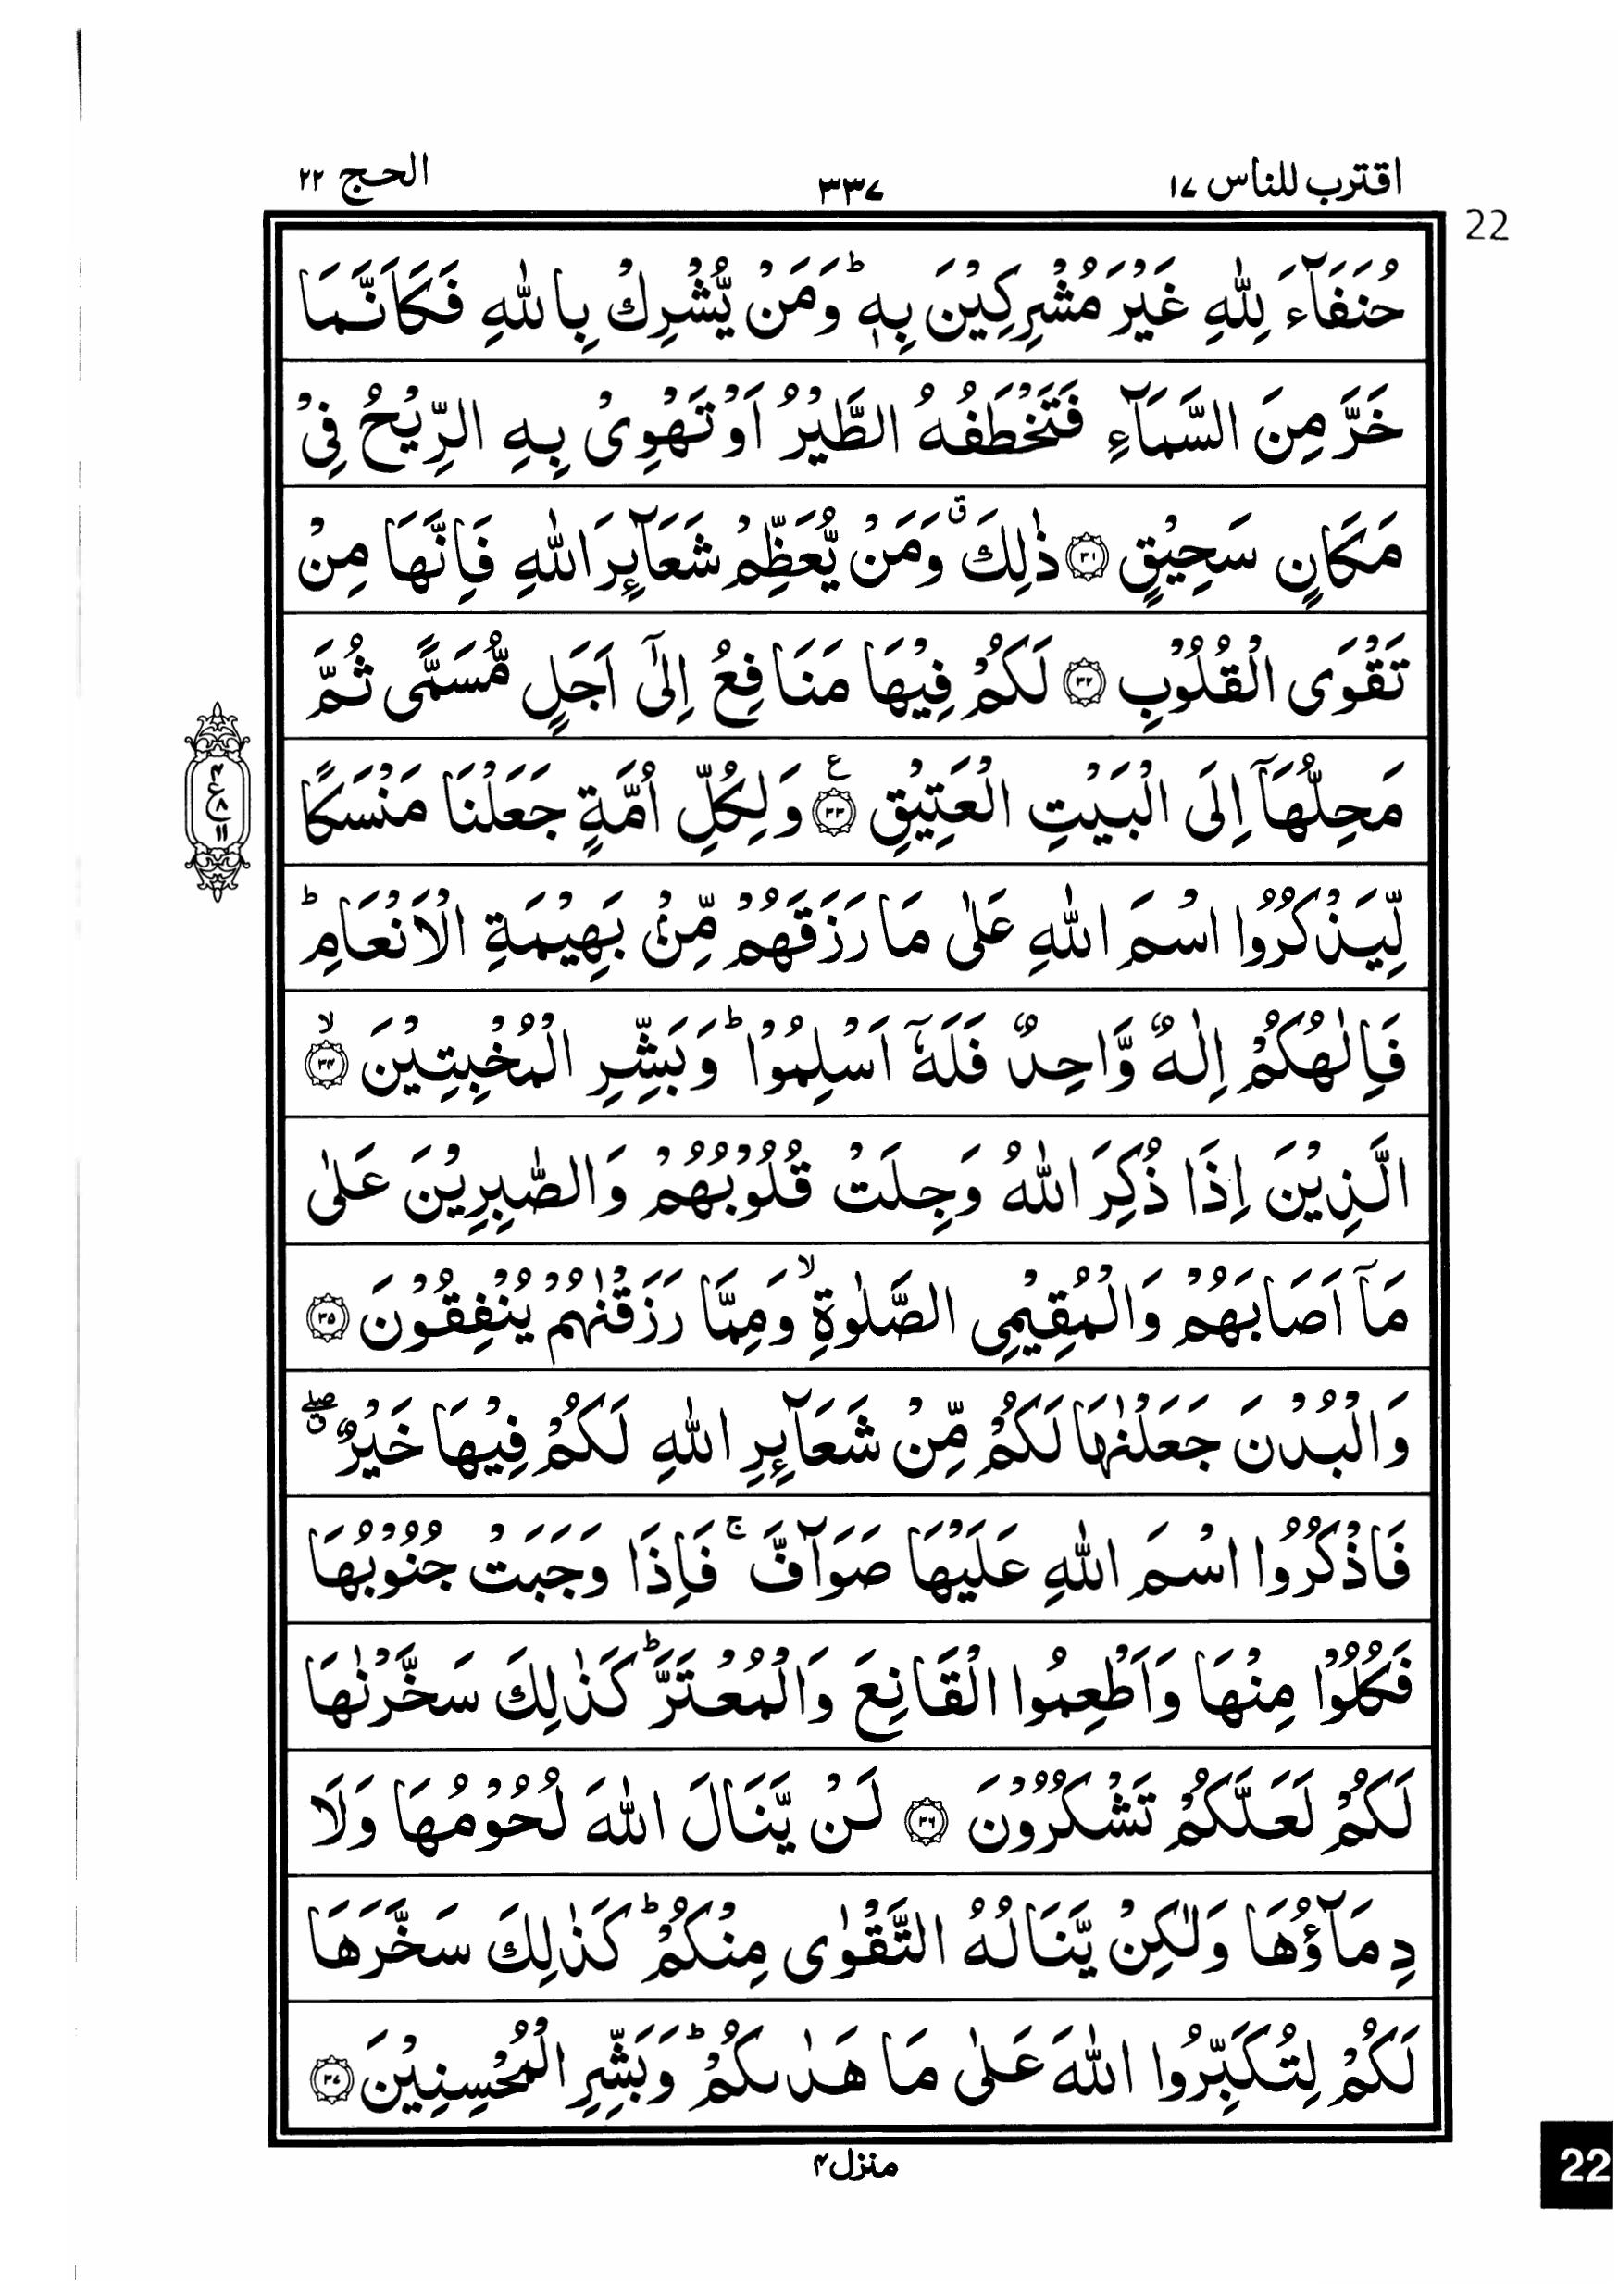 اقترب للناس ١٧
٣٣٧
الحج ٢٢
22
حُنَفَآءَ لِلّٰهِ غَيْرَ مُشْرِكِيْنَ بِهٖ ؕ وَمَنْ يُّشْرِكْ بِاللّٰهِ فَكَاَنَّمَا
خَرَّ مِنَ السَّمَآءِ فَتَخْطَفُهُ الطَّيْرُ اَوْ تَهْوِىْ بِهِ الرِّيْحُ فِىْ
مَكَانٍ سَحِيْقٍ ۝٣١ ذٰلِكَ ۗ وَمَنْ يُّعَظِّمْ شَعَآئِرَ اللّٰهِ فَاِنَّهَا مِنْ
تَقْوَى الْقُلُوْبِ ۝٣٢ لَكُمْ فِيْهَا مَنَافِعُ اِلٰٓى اَجَلٍ مُّسَمًّى ثُمَّ
مَحِلُّهَآ اِلَى الْبَيْتِ الْعَتِيْقِ ۝٣٣ ع وَلِكُلِّ اُمَّةٍ جَعَلْنَا مَنْسَكًا
لِّيَذْكُرُوا اسْمَ اللّٰهِ عَلٰى مَا رَزَقَهُمْ مِّنْۢ بَهِيْمَةِ الْاَنْعَامِ ؕ
فَاِلٰهُكُمْ اِلٰهٌ وَّاحِدٌ فَلَهٗٓ اَسْلِمُوْا ؕ وَبَشِّرِ الْمُخْبِتِيْنَ ۙ۝٣٤
الَّذِيْنَ اِذَا ذُكِرَ اللّٰهُ وَجِلَتْ قُلُوْبُهُمْ وَالصّٰبِرِيْنَ عَلٰى
مَآ اَصَابَهُمْ وَالْمُقِيْمِى الصَّلٰوةِ ۙ وَمِمَّا رَزَقْنٰهُمْ يُنْفِقُوْنَ ۝٣٥
وَالْبُدْنَ جَعَلْنٰهَا لَكُمْ مِّنْ شَعَآئِرِ اللّٰهِ لَكُمْ فِيْهَا خَيْرٌ ۖق
فَاذْكُرُوا اسْمَ اللّٰهِ عَلَيْهَا صَوَآفَّ ۚ فَاِذَا وَجَبَتْ جُنُوْبُهَا
فَكُلُوْا مِنْهَا وَاَطْعِمُوا الْقَانِعَ وَالْمُعْتَرَّ ؕ كَذٰلِكَ سَخَّرْنٰهَا
لَكُمْ لَعَلَّكُمْ تَشْكُرُوْنَ ۝٣٦ لَنْ يَّنَالَ اللّٰهَ لُحُوْمُهَا وَلَا
دِمَآؤُهَا وَلٰكِنْ يَّنَالُهُ التَّقْوٰى مِنْكُمْ ؕ كَذٰلِكَ سَخَّرَهَا
لَكُمْ لِتُكَبِّرُوا اللّٰهَ عَلٰى مَا هَدٰىكُمْ ؕ وَبَشِّرِ الْمُحْسِنِيْنَ ۝٣٧
٤
ع ٨
١١
منزل ٤
22